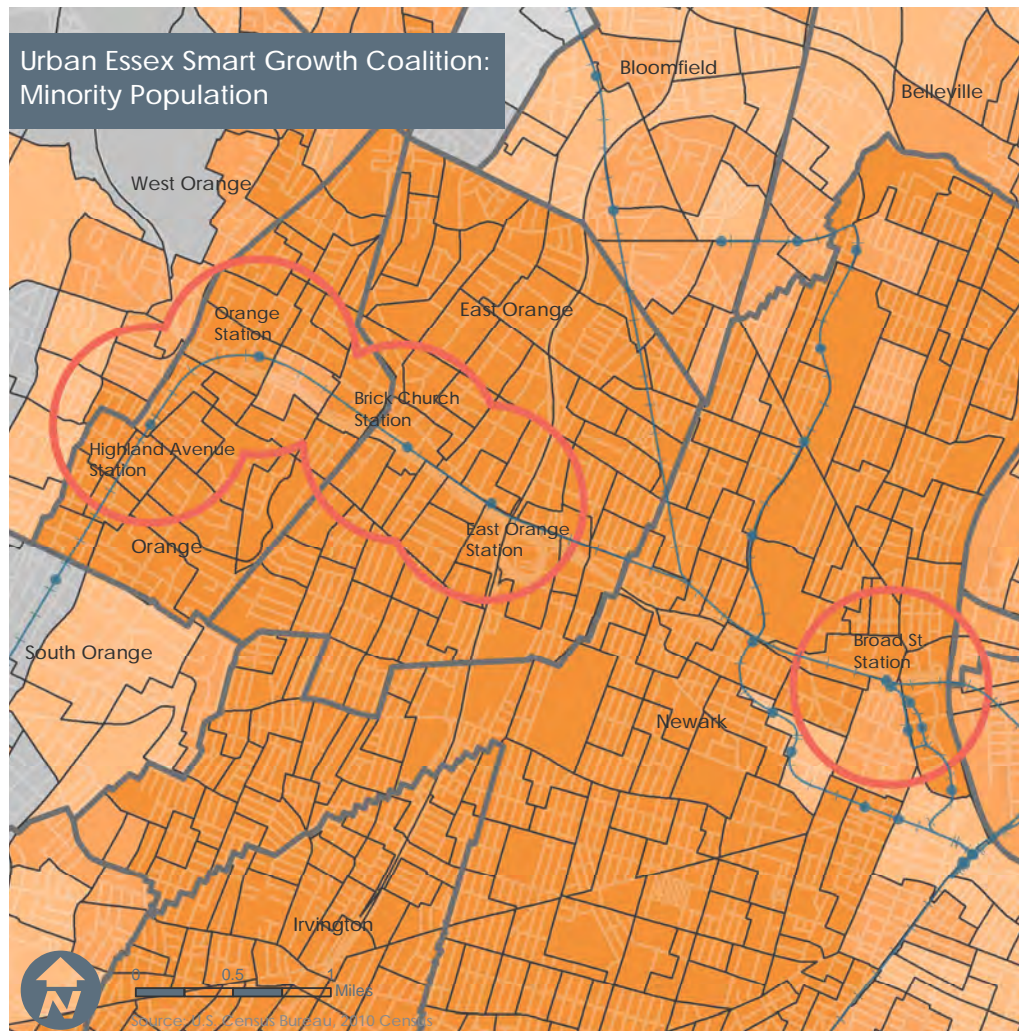 Urban Essex Smart Growth Coalition:
Minority Population
Bloomfield
Belleville
West Orange
Orange
Station
East Orange
Brick Church
Station
Highland Avenue
Station
East Orange
Station
Orange
South Orange
Broad St
Station
Newark
Irvington
N
0 0.5 1
Miles
Source: U.S. Census Bureau, 2010 Census